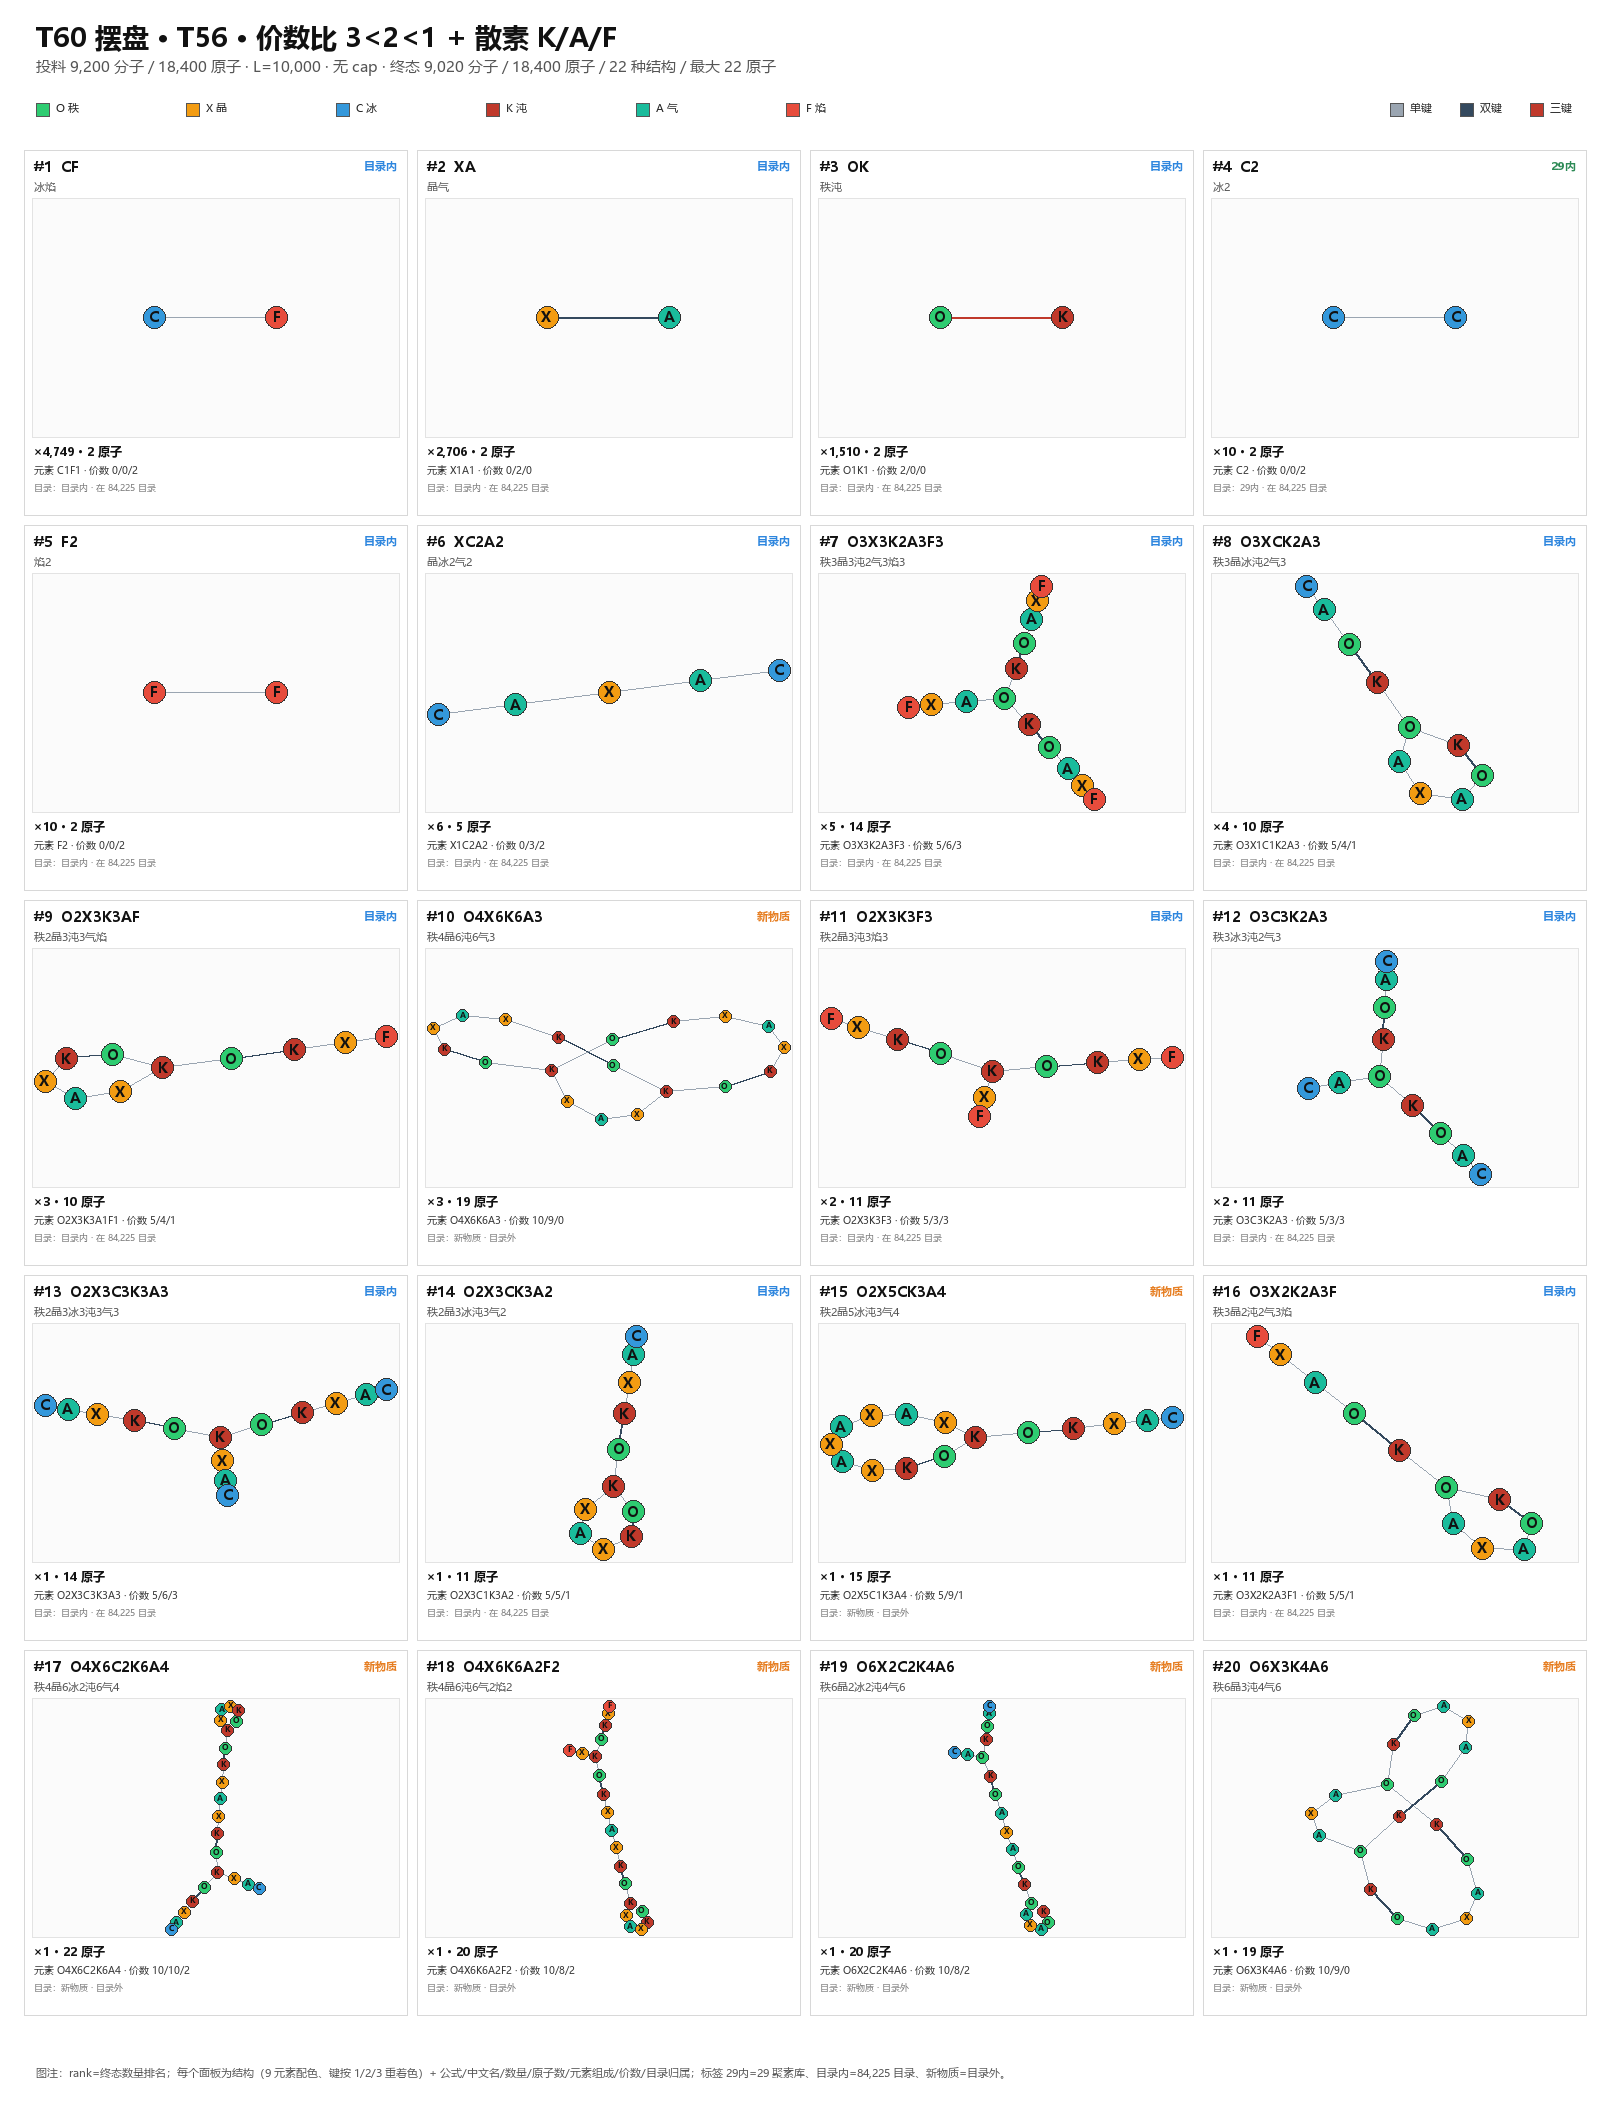 T60 摆盘 • T56 • 价数比 3<2<1 + 散素 K/A/F
投料 9,200 分子 / 18,400 原子 · L=10,000 · 无 cap · 终态 9,020 分子 / 18,400 原子 / 22 种结构 / 最大 22 原子
O 秩 X 晶 C 冰 K 沌 A 气 F 焰 单键 双键 三键
#1 CF 目录内
冰焰
C F
×4,749 • 2 原子
元素 C1F1 · 价数 0/0/2
目录：目录内 · 在 84,225 目录
#2 XA 目录内
晶气
X A
×2,706 • 2 原子
元素 X1A1 · 价数 0/2/0
目录：目录内 · 在 84,225 目录
#3 OK 目录内
秩沌
O K
×1,510 • 2 原子
元素 O1K1 · 价数 2/0/0
目录：目录内 · 在 84,225 目录
#4 C2 29内
冰2
C C
×10 • 2 原子
元素 C2 · 价数 0/0/2
目录：29内 · 在 84,225 目录
#5 F2 目录内
焰2
F F
×10 • 2 原子
元素 F2 · 价数 0/0/2
目录：目录内 · 在 84,225 目录
#6 XC2A2 目录内
晶冰2气2
C A X A C
×6 • 5 原子
元素 X1C2A2 · 价数 0/3/2
目录：目录内 · 在 84,225 目录
#7 O3X3K2A3F3 目录内
秩3晶3沌2气3焰3
F X A O K O A X F K O A X F
×5 • 14 原子
元素 O3X3K2A3F3 · 价数 5/6/3
目录：目录内 · 在 84,225 目录
#8 O3XCK2A3 目录内
秩3晶冰沌2气3
C A O K O K O A X A
×4 • 10 原子
元素 O3X1C1K2A3 · 价数 5/4/1
目录：目录内 · 在 84,225 目录
#9 O2X3K3AF 目录内
秩2晶3沌3气焰
K O K O K X F X A X
×3 • 10 原子
元素 O2X3K3A1F1 · 价数 5/4/1
目录：目录内 · 在 84,225 目录
#10 O4X6K6A3 新物质
秩4晶6沌6气3
X A X K O K X A X K O K O K O K X A X
×3 • 19 原子
元素 O4X6K6A3 · 价数 10/9/0
目录：新物质 · 目录外
#11 O2X3K3F3 目录内
秩2晶3沌3焰3
F X K O K O K X F X F
×2 • 11 原子
元素 O2X3K3F3 · 价数 5/3/3
目录：目录内 · 在 84,225 目录
#12 O3C3K2A3 目录内
秩3冰3沌2气3
C A O K C A O K O A C
×2 • 11 原子
元素 O3C3K2A3 · 价数 5/3/3
目录：目录内 · 在 84,225 目录
#13 O2X3C3K3A3 目录内
秩2晶3冰3沌3气3
C A X K O K O K X A C X A C
×1 • 14 原子
元素 O2X3C3K3A3 · 价数 5/6/3
目录：目录内 · 在 84,225 目录
#14 O2X3CK3A2 目录内
秩2晶3冰沌3气2
C A X K O K X O A K X
×1 • 11 原子
元素 O2X3C1K3A2 · 价数 5/5/1
目录：目录内 · 在 84,225 目录
#15 O2X5CK3A4 新物质
秩2晶5冰沌3气4
A X A X K O K X A C X A X K O
×1 • 15 原子
元素 O2X5C1K3A4 · 价数 5/9/1
目录：新物质 · 目录外
#16 O3X2K2A3F 目录内
秩3晶2沌2气3焰
F X A O K O K O A X A
×1 • 11 原子
元素 O3X2K2A3F1 · 价数 5/5/1
目录：目录内 · 在 84,225 目录
#17 O4X6C2K6A4 新物质
秩4晶6冰2沌6气4
A X K X O K O K X A X K O K X A C O K X A C
×1 • 22 原子
元素 O4X6C2K6A4 · 价数 10/10/2
目录：新物质 · 目录外
#18 O4X6K6A2F2 新物质
秩4晶6沌6气2焰2
F X K O F X K O K X A X K O K O X K A X
×1 • 20 原子
元素 O4X6K6A2F2 · 价数 10/8/2
目录：新物质 · 目录外
#19 O6X2C2K4A6 新物质
秩6晶2冰2沌4气6
C A O K C A O K O A X A O K O K A O X A
×1 • 20 原子
元素 O6X2C2K4A6 · 价数 10/8/2
目录：新物质 · 目录外
#20 O6X3K4A6 新物质
秩6晶3沌4气6
O A X K A O O A X K K A O O K A O A X
×1 • 19 原子
元素 O6X3K4A6 · 价数 10/9/0
目录：新物质 · 目录外
图注：rank=终态数量排名；每个面板为结构（9 元素配色、键按 1/2/3 重着色）+ 公式/中文名/数量/原子数/元素组成/价数/目录归属；标签 29内=29 聚素库、目录内=84,225 目录、新物质=目录外。